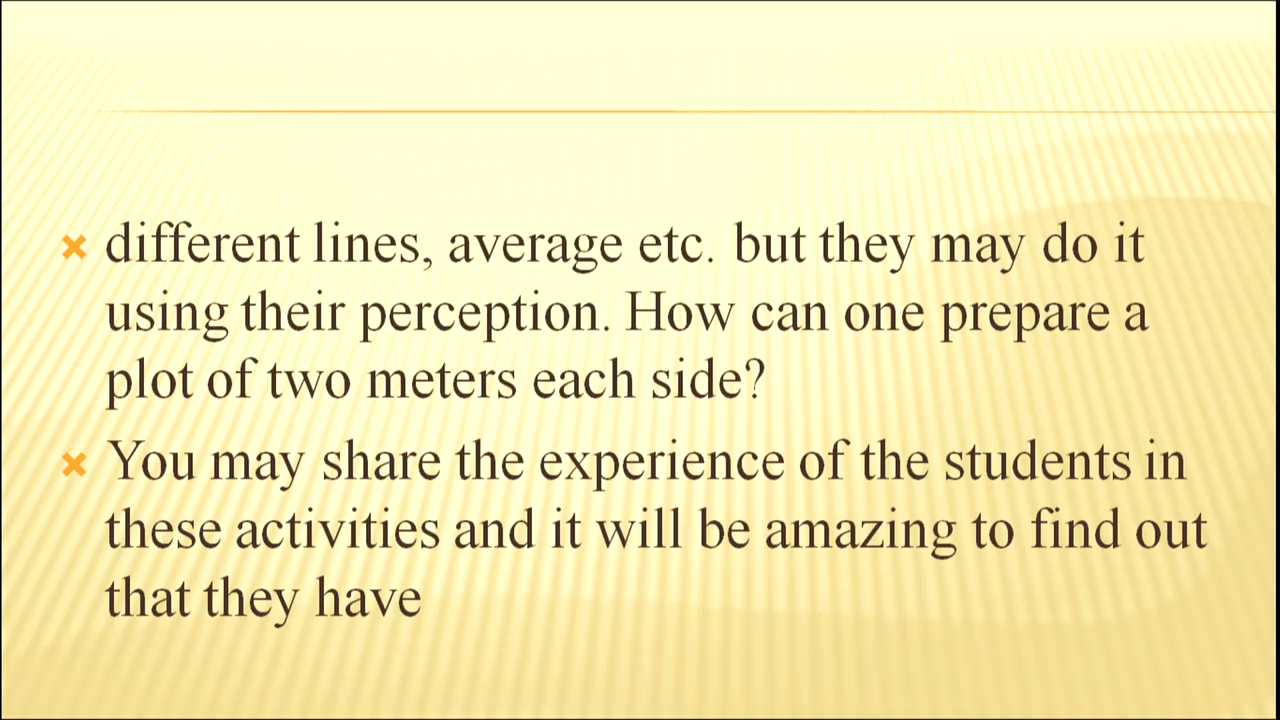 different lines, average etc. but they may do it
using their perception. How can one prepare a
plot of two meters each side?
You may share the experience of the students in
these activities and it will be amazing to find out
that they have